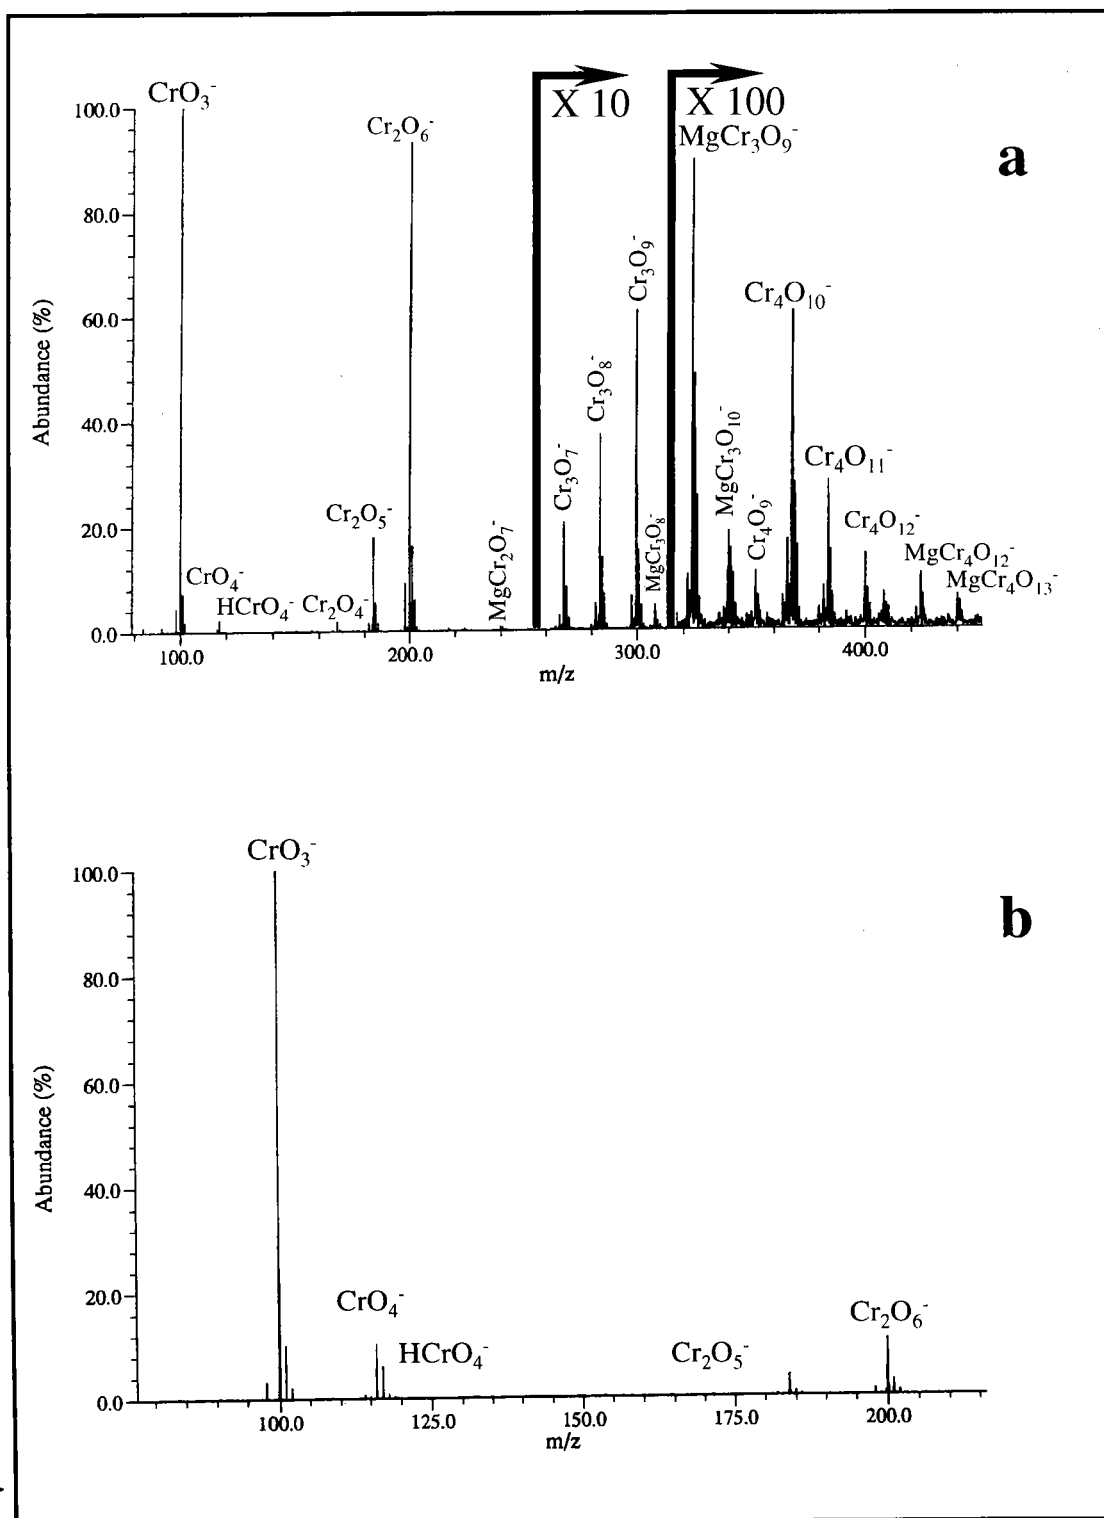 CrO₃⁻
X 10
X 100
a
100.0
Cr₂O₆⁻
MgCr₃O₉⁻
80.0
Cr₃O₉⁻
Cr₄O₁₀⁻
60.0
Abundance (%)
Cr₃O₈⁻
MgCr₃O₁₀⁻
40.0
Cr₃O₇⁻
Cr₄O₁₁⁻
Cr₂O₅⁻
Cr₄O₉⁻
Cr₄O₁₂⁻
20.0
MgCr₂O₇⁻
MgCr₃O₈⁻
MgCr₄O₁₂⁻
CrO₄⁻
MgCr₄O₁₃⁻
HCrO₄⁻
Cr₂O₄⁻
0.0
100.0
200.0
300.0
400.0
m/z
CrO₃⁻
100.0
b
80.0
60.0
Abundance (%)
40.0
20.0
CrO₄⁻
Cr₂O₆⁻
HCrO₄⁻
Cr₂O₅⁻
0.0
100.0
125.0
150.0
175.0
200.0
m/z